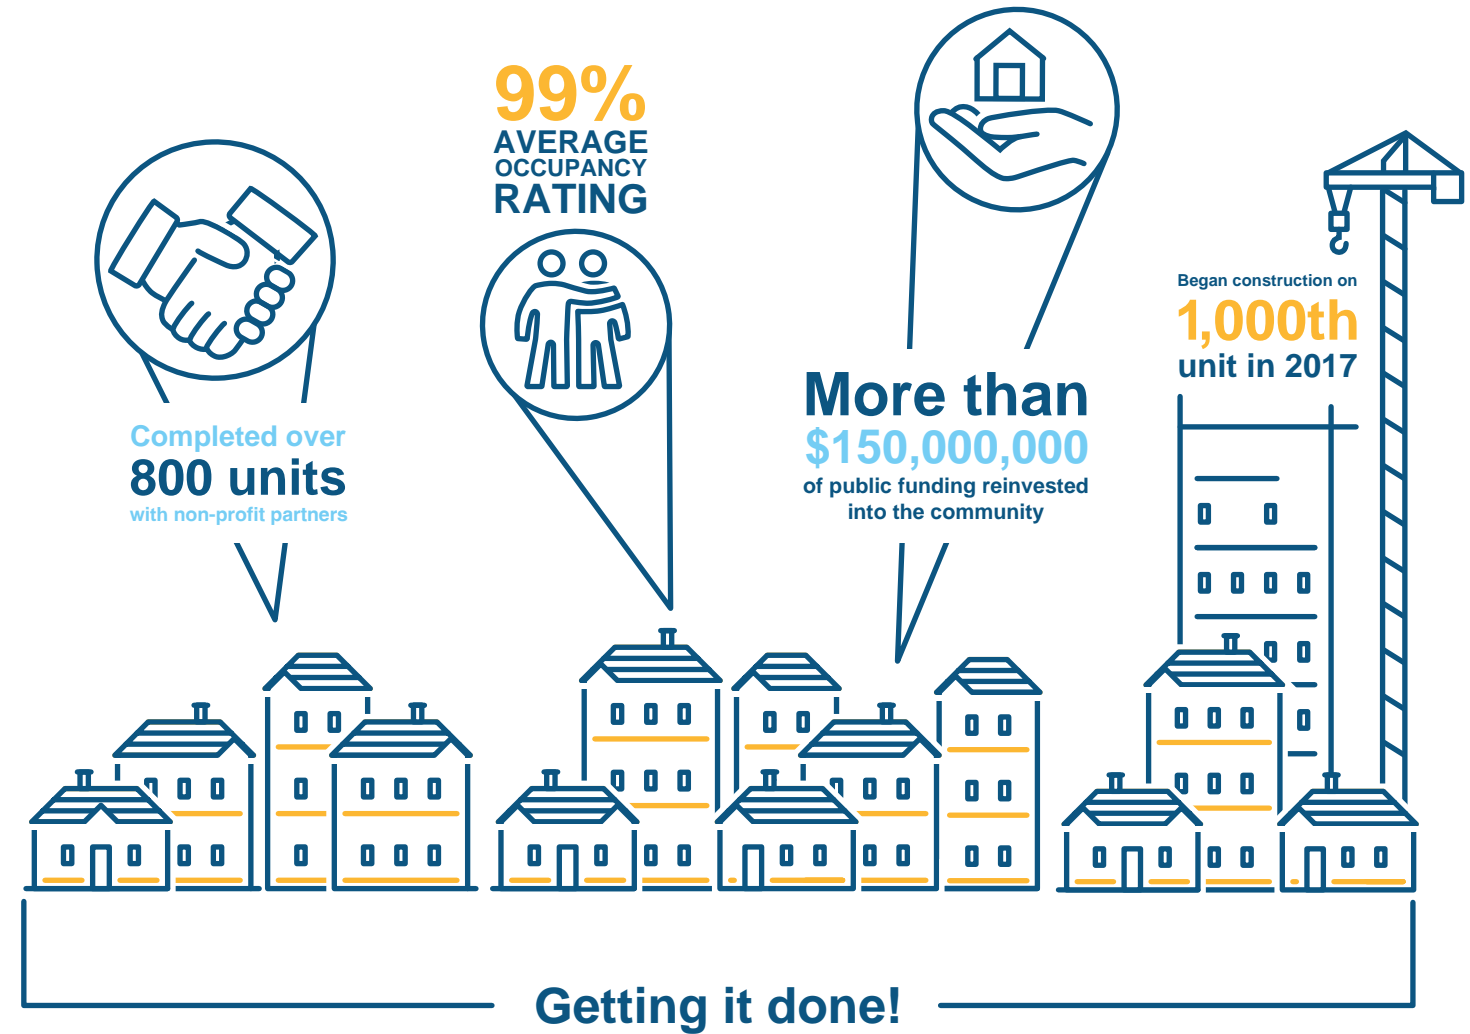 99%
AVERAGE
OCCUPANCY
RATING
Began construction on
1,000th
unit in 2017
More than
$150,000,000
of public funding reinvested
into the community
Completed over
800 units
with non-profit partners
Getting it done!